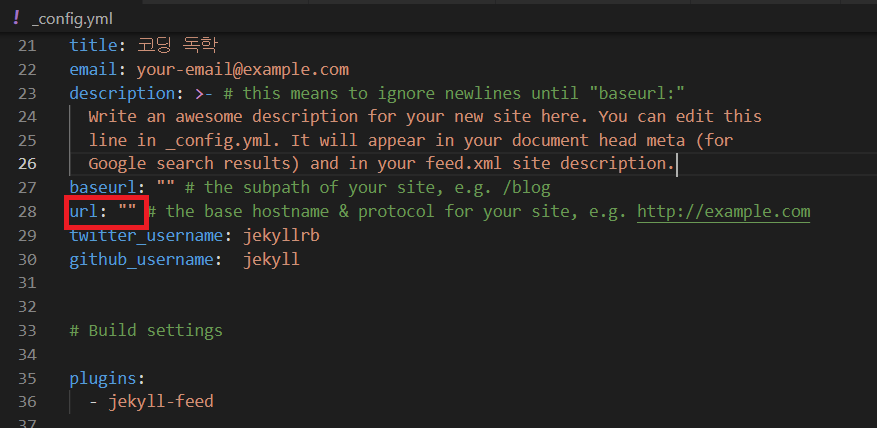 ! _config.yml
21 title: 코딩 독학
22 email: your-email@example.com
23 description: >- # this means to ignore newlines until "baseurl:"
24 Write an awesome description for your new site here. You can edit this
25 line in _config.yml. It will appear in your document head meta (for
26 Google search results) and in your feed.xml site description.
27 baseurl: "" # the subpath of your site, e.g. /blog
28 url: "" # the base hostname & protocol for your site, e.g. http://example.com
29 twitter_username: jekyllrb
30 github_username:  jekyll
31
32
33 # Build settings
34
35 plugins:
36 - jekyll-feed
37